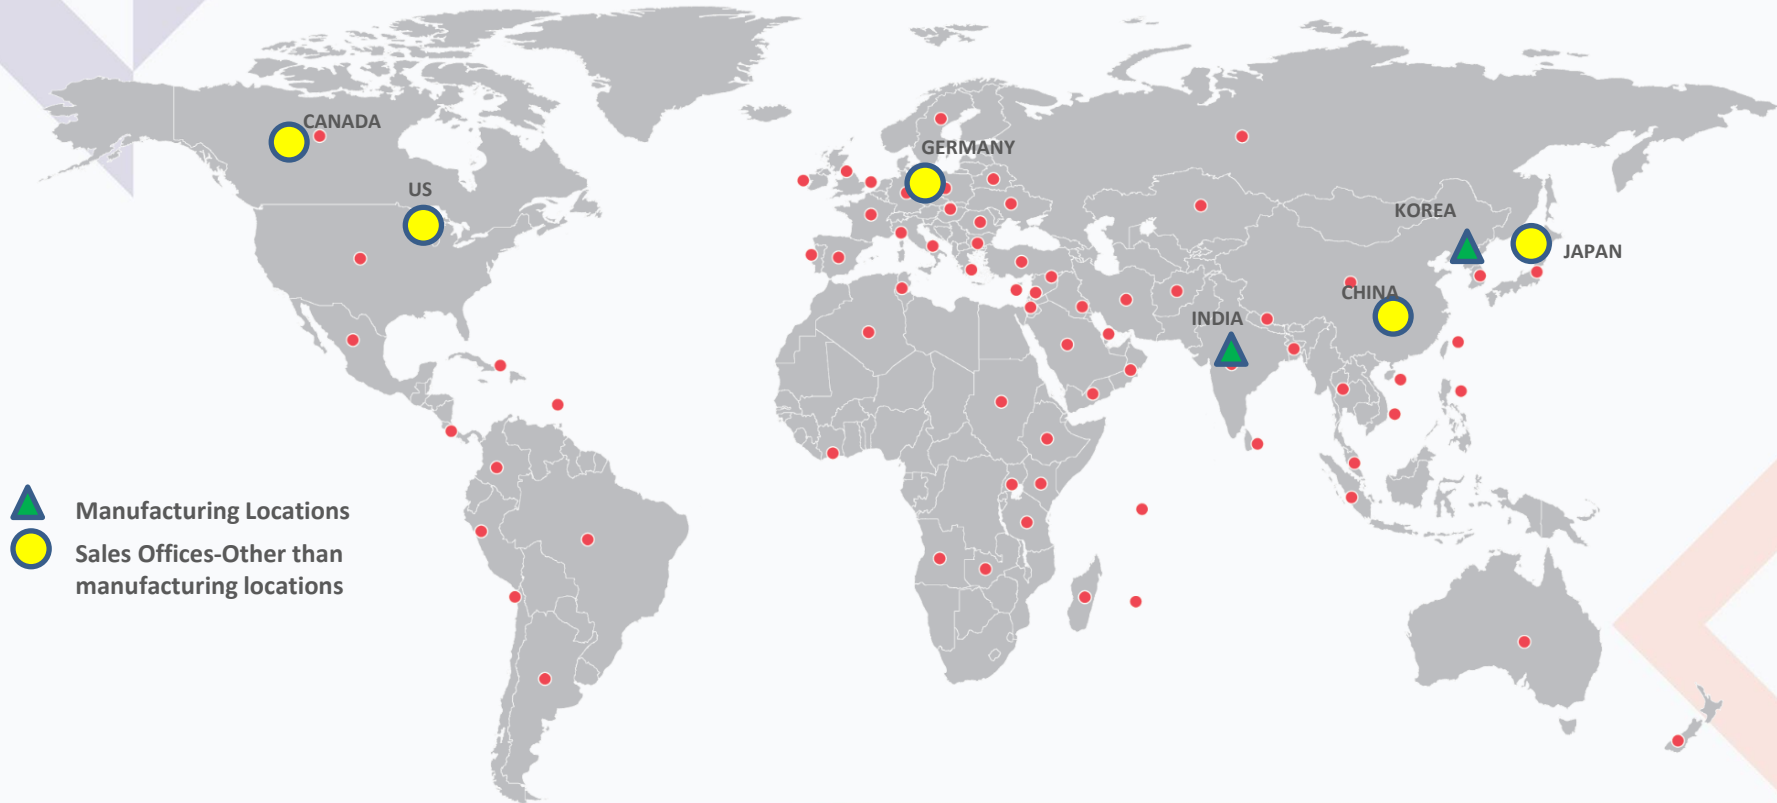 CANADA
GERMANY
US
KOREA
JAPAN
CHINA
INDIA
Manufacturing Locations
Sales Offices-Other than
manufacturing locations